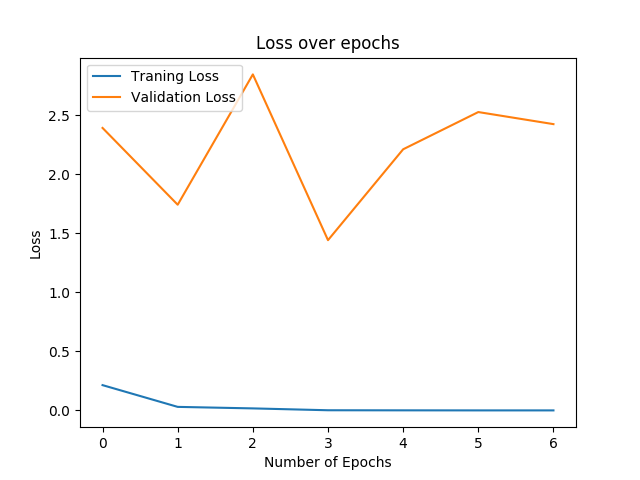 Loss over epochs
Traning Loss
Validation Loss
2.5
2.0
1.5
1.0
0.5
0.0
Loss
0 1 2 3 4 5 6
Number of Epochs